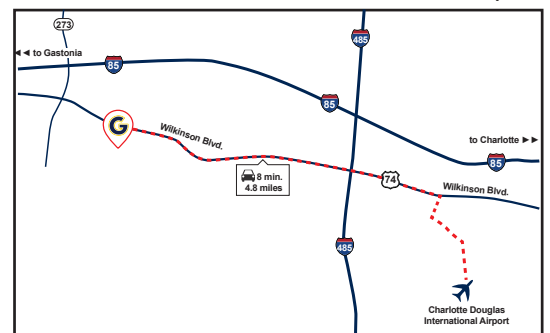 273
485
◄◄ to Gastonia
85
85
G
Wilkinson Blvd.
to Charlotte ►►
85
8 min.
4.8 miles
74
Wilkinson Blvd.
485
Charlotte Douglas
International Airport